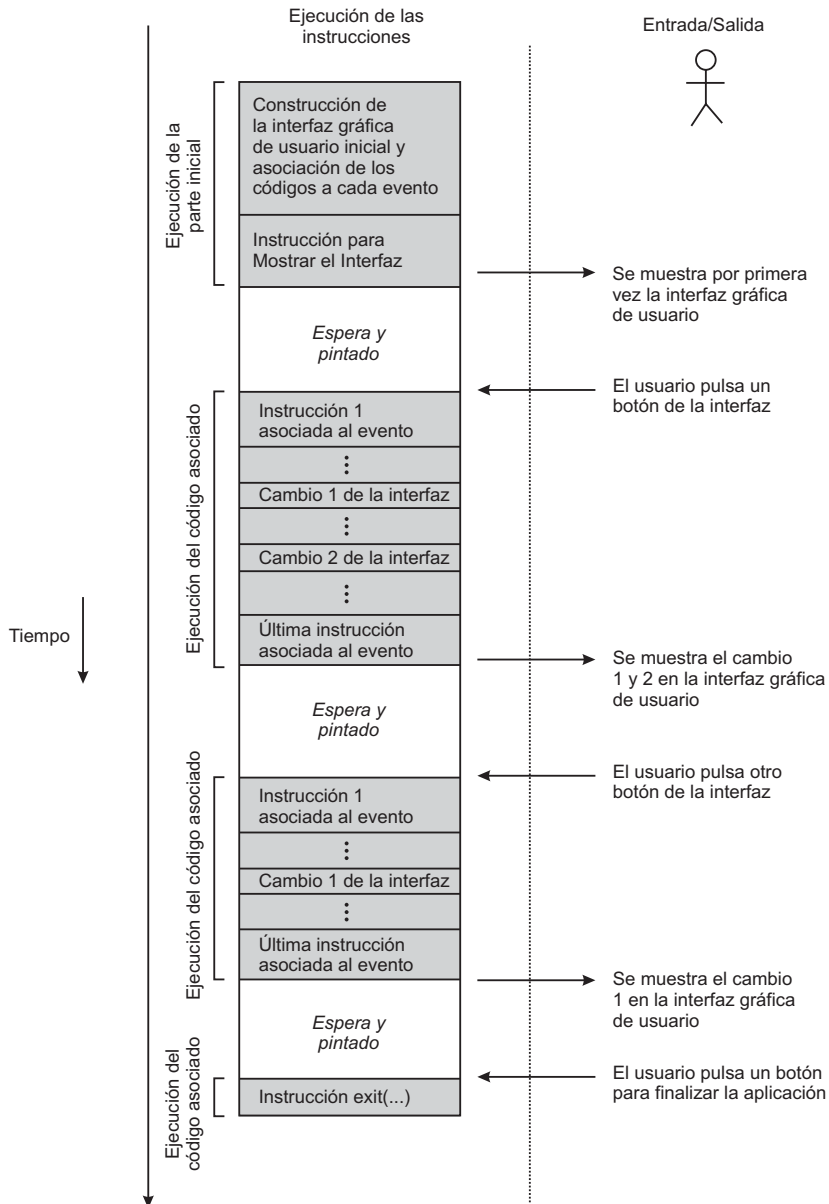 Ejecución de las
instrucciones
Entrada/Salida
Ejecución de la
parte inicial
Construcción de
la interfaz gráfica
de usuario inicial y
asociación de los
códigos a cada evento
Instrucción para
Mostrar el Interfaz
Se muestra por primera
vez la interfaz gráfica
de usuario
Espera y
pintado
El usuario pulsa un
botón de la interfaz
Ejecución del código asociado
Instrucción 1
asociada al evento
Cambio 1 de la interfaz
Cambio 2 de la interfaz
Última instrucción
asociada al evento
Tiempo
Se muestra el cambio
1 y 2 en la interfaz gráfica
de usuario
Espera y
pintado
El usuario pulsa otro
botón de la interfaz
Ejecución del código asociado
Instrucción 1
asociada al evento
Cambio 1 de la interfaz
Última instrucción
asociada al evento
Se muestra el cambio
1 en la interfaz gráfica
de usuario
Espera y
pintado
El usuario pulsa un botón
para finalizar la aplicación
Ejecución del
código asociado
Instrucción exit(...)